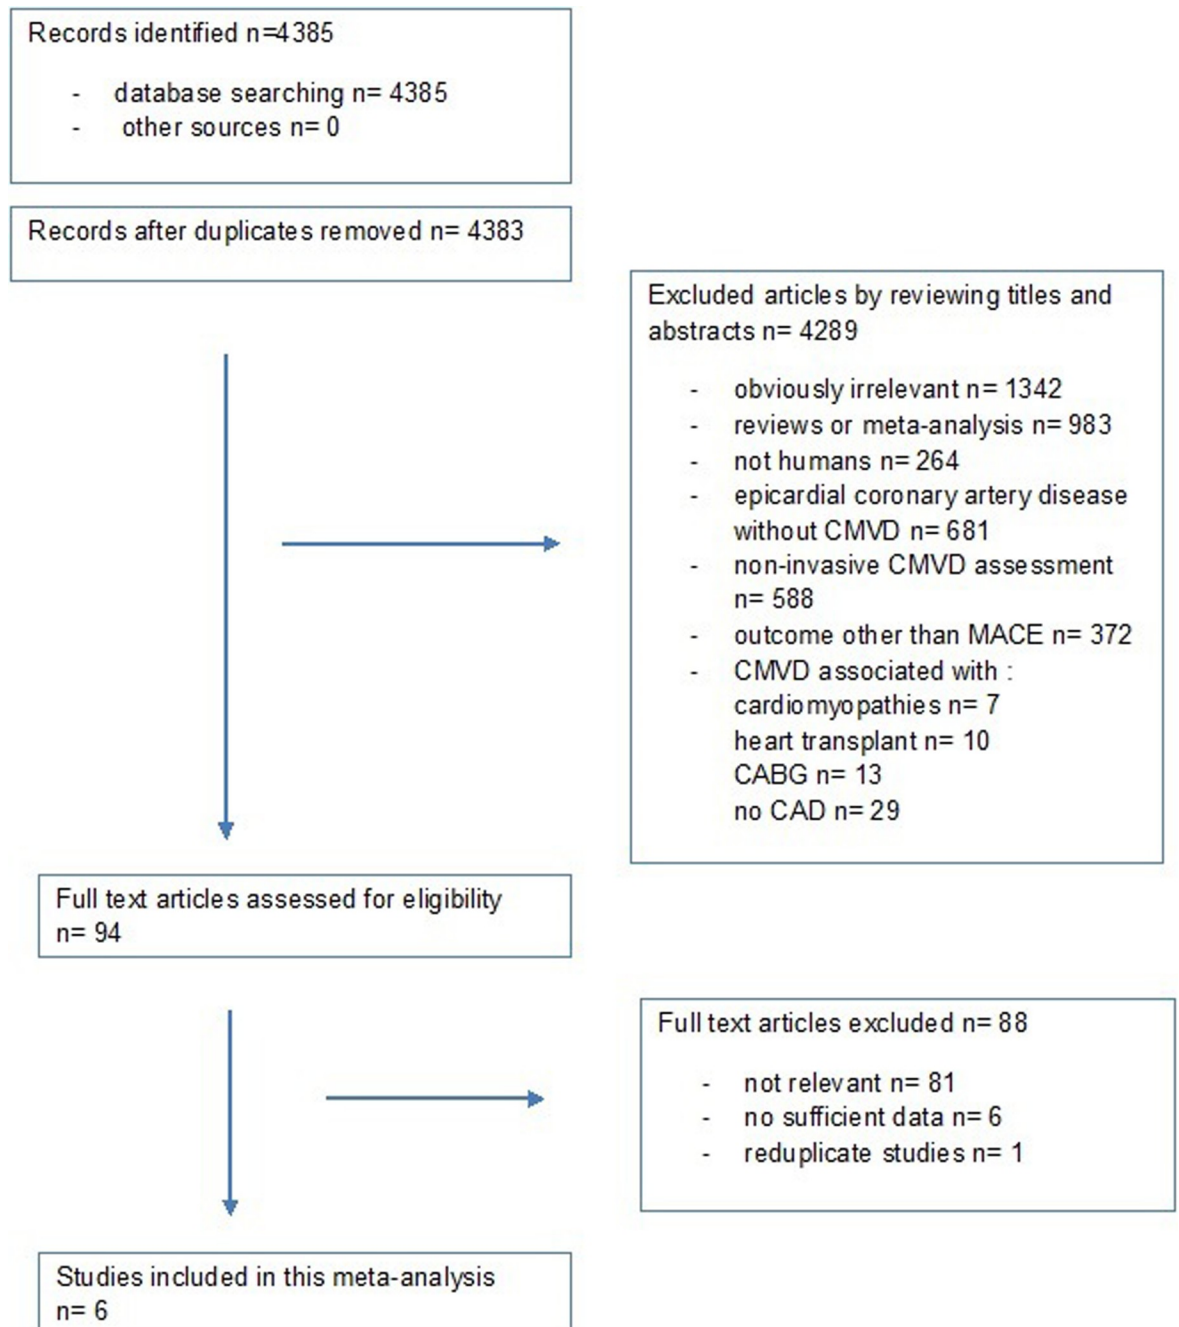 Records identified n=4385
- database searching n= 4385
- other sources n= 0
Records after duplicates removed n= 4383
Excluded articles by reviewing titles and
abstracts n= 4289
- obviously irrelevant n= 1342
- reviews or meta-analysis n= 983
- not humans n= 264
- epicardial coronary artery disease
without CMVD n= 681
- non-invasive CMVD assessment
n= 588
- outcome other than MACE n= 372
- CMVD associated with :
cardiomyopathies n= 7
heart transplant n= 10
CABG n= 13
no CAD n= 29
Full text articles assessed for eligibility
n= 94
Full text articles excluded n= 88
- not relevant n= 81
- no sufficient data n= 6
- reduplicate studies n= 1
Studies included in this meta-analysis
n= 6